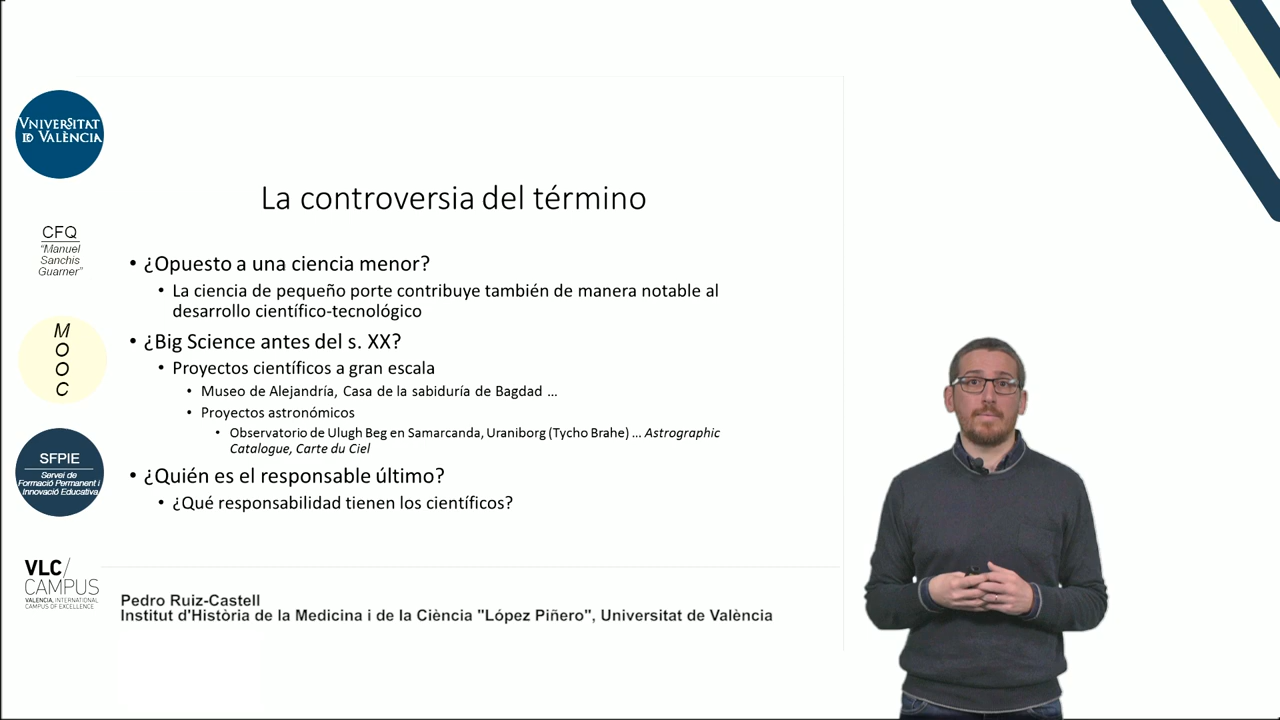 VNIVERSITAT
DE VALÈNCIA
CFQ
"Manuel
Sanchis
Guarner"
M
O
O
C
SFPIE
Servei de
Formació Permanent i
Innovació Educativa
VLC/
CAMPUS
VALENCIA, INTERNATIONAL
CAMPUS OF EXCELLENCE
La controversia del término
• ¿Opuesto a una ciencia menor?
• La ciencia de pequeño porte contribuye también de manera notable al
desarrollo científico-tecnológico
• ¿Big Science antes del s. XX?
• Proyectos científicos a gran escala
• Museo de Alejandría, Casa de la sabiduría de Bagdad ...
• Proyectos astronómicos
• Observatorio de Ulugh Beg en Samarcanda, Uraniborg (Tycho Brahe) ... Astrographic
Catalogue, Carte du Ciel
• ¿Quién es el responsable último?
• ¿Qué responsabilidad tienen los científicos?
Pedro Ruiz-Castell
Institut d'Història de la Medicina i de la Ciència "López Piñero", Universitat de València